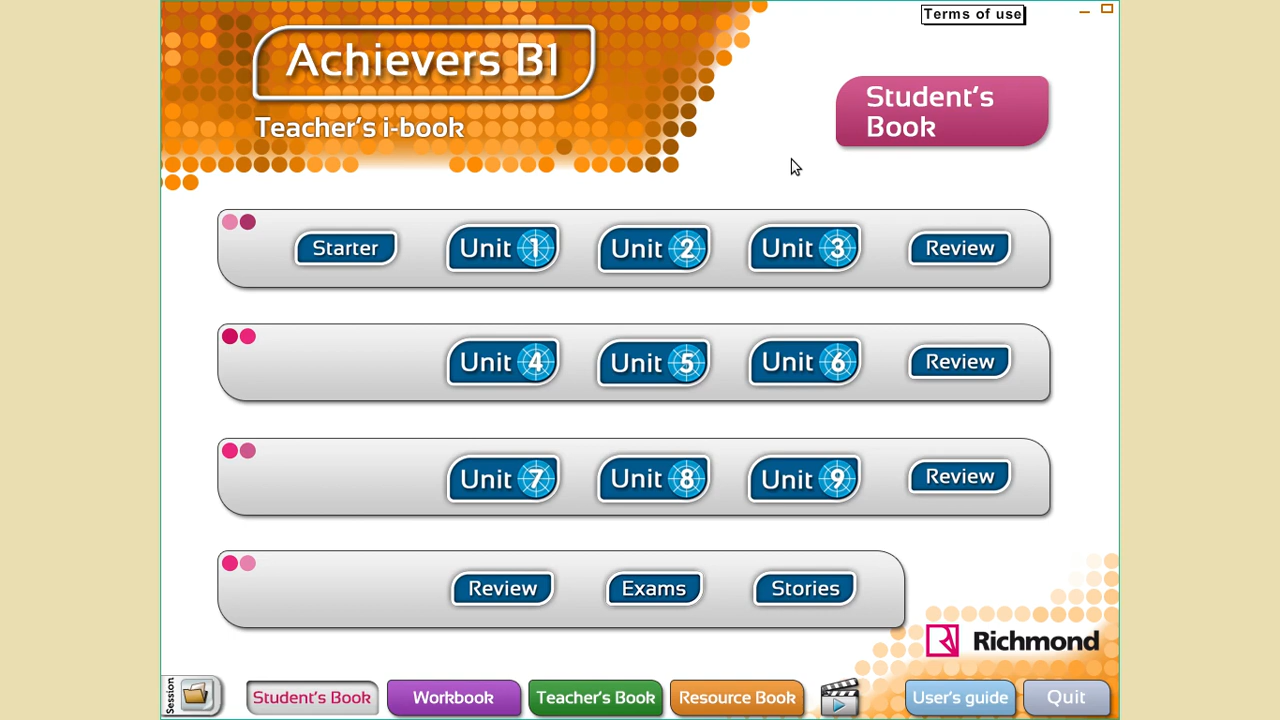 Terms of use
Achievers B1
Teacher's i-book
Student's
Book
Starter Unit 1 Unit 2 Unit 3 Review
Unit 4 Unit 5 Unit 6 Review
Unit 7 Unit 8 Unit 9 Review
Review Exams Stories
Richmond
Session Student's Book Workbook Teacher's Book Resource Book User's guide Quit